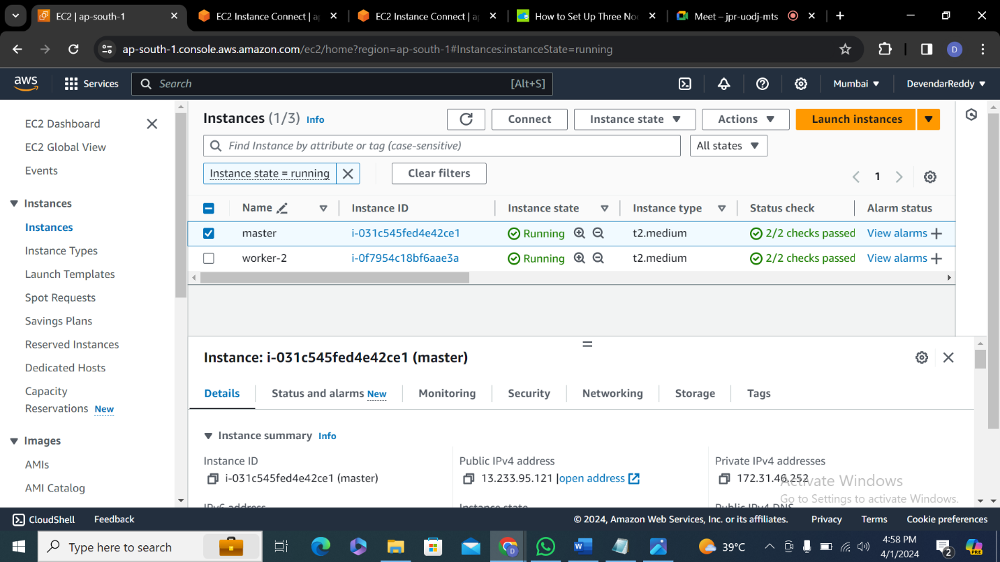 EC2 | ap-south-1
EC2 Instance Connect | a
EC2 Instance Connect | a
How to Set Up Three No
Meet – jpr-uodj-mts
ap-south-1.console.aws.amazon.com/ec2/home?region=ap-south-1#Instances:instanceState=running
D
aws
Services
Search
[Alt+S]
Mumbai
DevendarReddy
EC2 Dashboard
EC2 Global View
Events
Instances
Instances
Instance Types
Launch Templates
Spot Requests
Savings Plans
Reserved Instances
Dedicated Hosts
Capacity
Reservations New
Images
AMIs
AMI Catalog
Instances (1/3) Info
Connect
Instance state
Actions
Launch instances
Find Instance by attribute or tag (case-sensitive)
All states
Instance state = running
Clear filters
1
Name Instance ID Instance state Instance type Status check Alarm status
master i-031c545fed4e42ce1 Running t2.medium 2/2 checks passed View alarms
worker-2 i-0f7954c18bf6aae3a Running t2.medium 2/2 checks passed View alarms
Instance: i-031c545fed4e42ce1 (master)
Details
Status and alarms New
Monitoring
Security
Networking
Storage
Tags
Instance summary Info
Instance ID
i-031c545fed4e42ce1 (master)
Public IPv4 address
13.233.95.121 |open address
Private IPv4 addresses
172.31.46.252
IPv6 address
Instance state
Public IPv4 DNS
Activate Windows
Go to Settings to activate Windows.
CloudShell
Feedback
© 2024, Amazon Web Services, Inc. or its affiliates.
Privacy
Terms
Cookie preferences
Type here to search
D
39°C
4:58 PM
4/1/2024
2
PRE